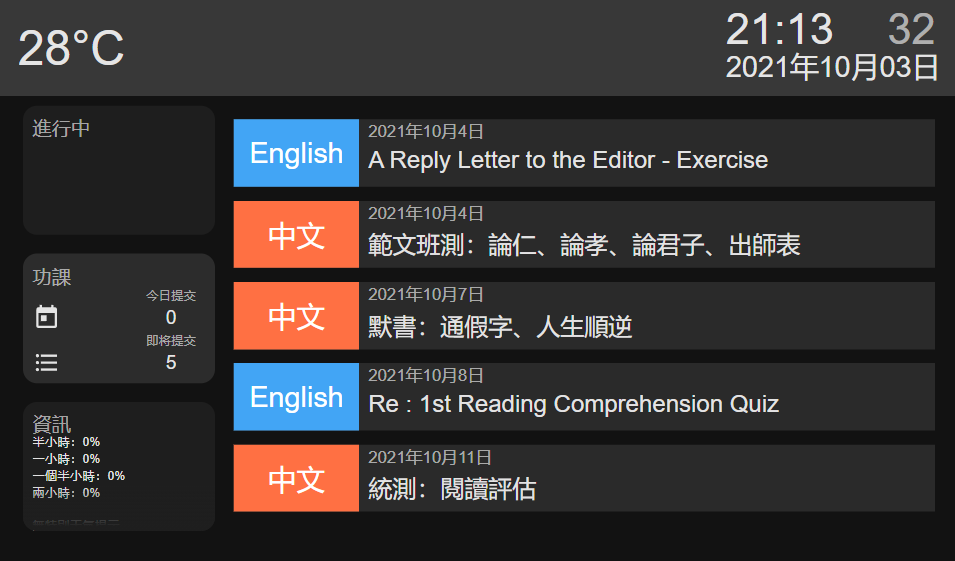 28°C
21:13 32
2021年10月03日
進行中
功課
今日提交
0
即将提交
5
資訊
半小時：0%
一小時：0%
一個半小時：0%
兩小時：0%
English
2021年10月4日
A Reply Letter to the Editor - Exercise
中文
2021年10月4日
範文班測：論仁、論孝、論君子、出師表
中文
2021年10月7日
默書：通假字、人生順逆
English
2021年10月8日
Re : 1st Reading Comprehension Quiz
中文
2021年10月11日
統測：閱讀評估